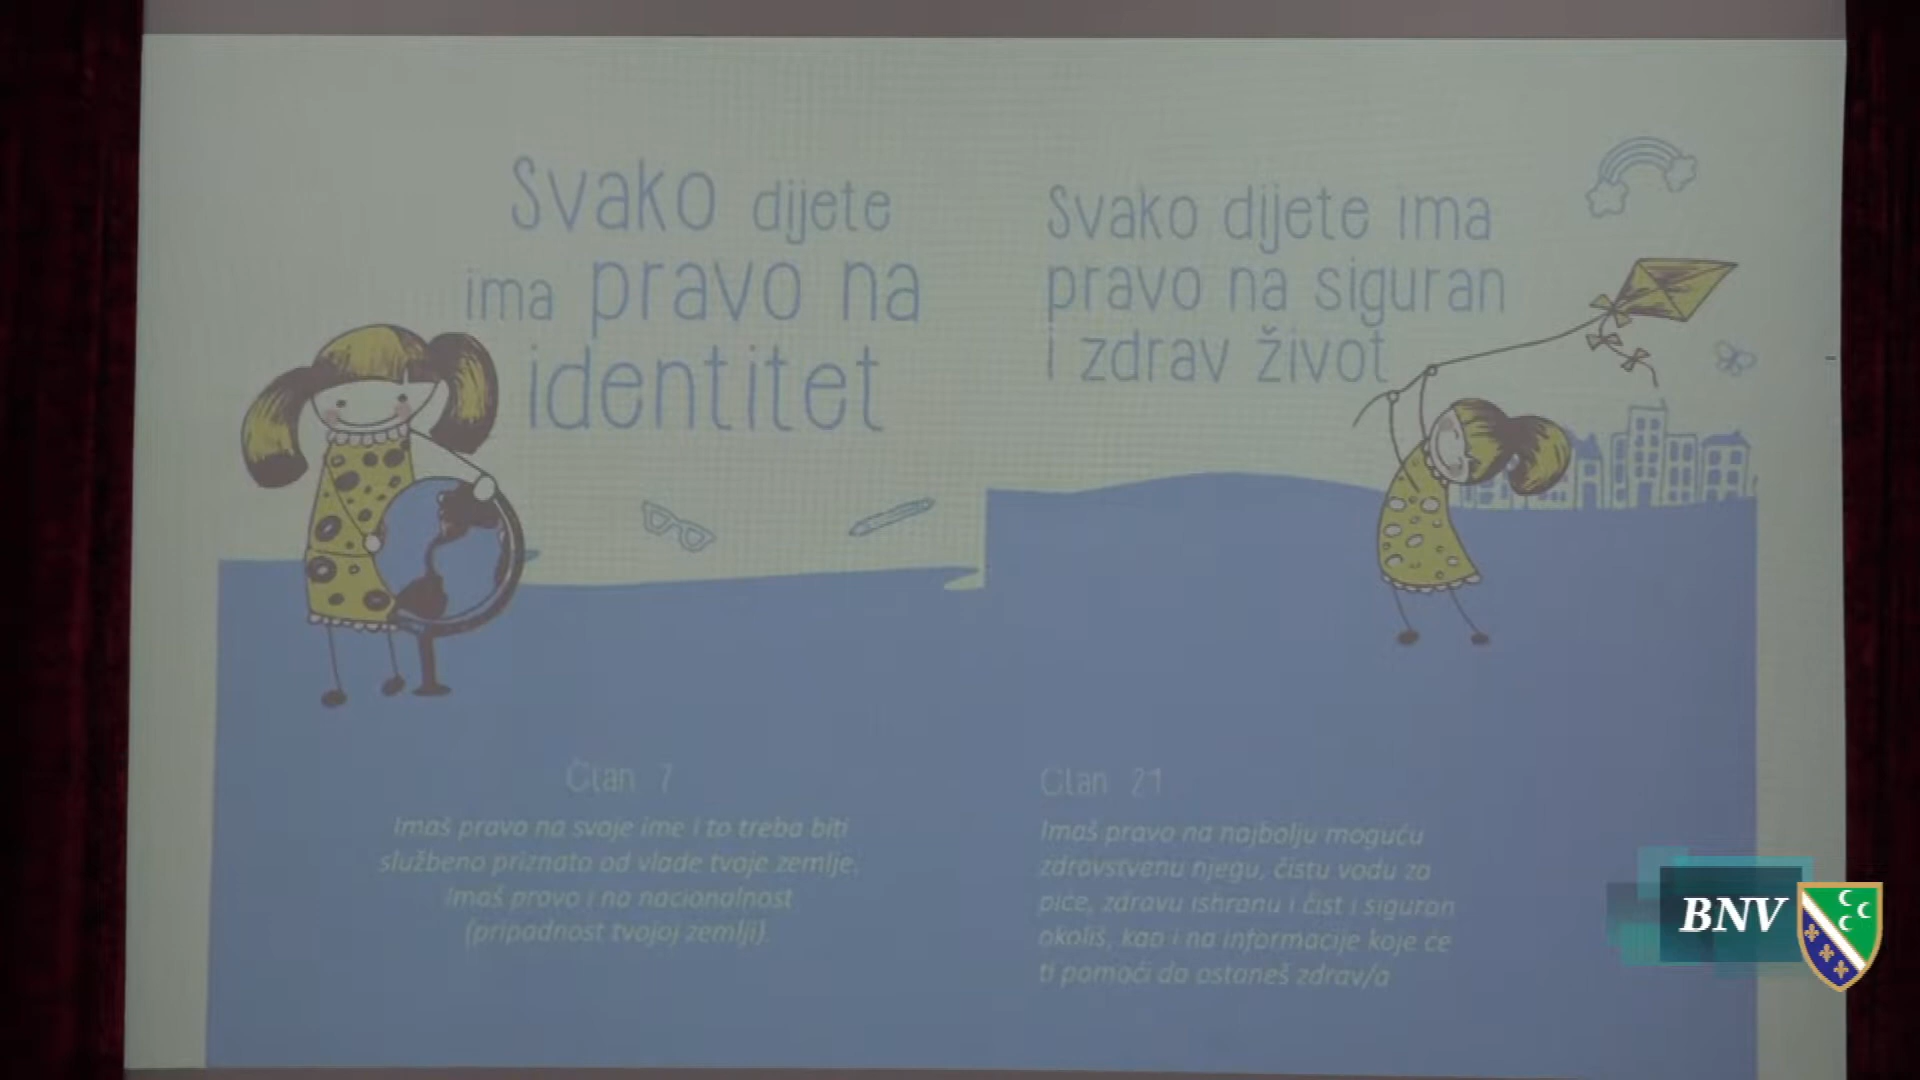 Svako dijete
ima pravo na
identitet
Član 7
Imaš pravo na svoje ime i to treba biti
službeno priznato od vlade tvoje zemlje.
Imaš pravo i na nacionalnost
(pripadnost tvojoj zemlji).
Svako dijete ima
pravo na siguran
i zdrav život
Član 21
Imaš pravo na najbolju moguću
zdravstvenu njegu, čistu vodu za
piće, zdravu ishranu i čist i siguran
okoliš, kao i na informacije koje će
ti pomoći da ostaneš zdrav/a
BNV